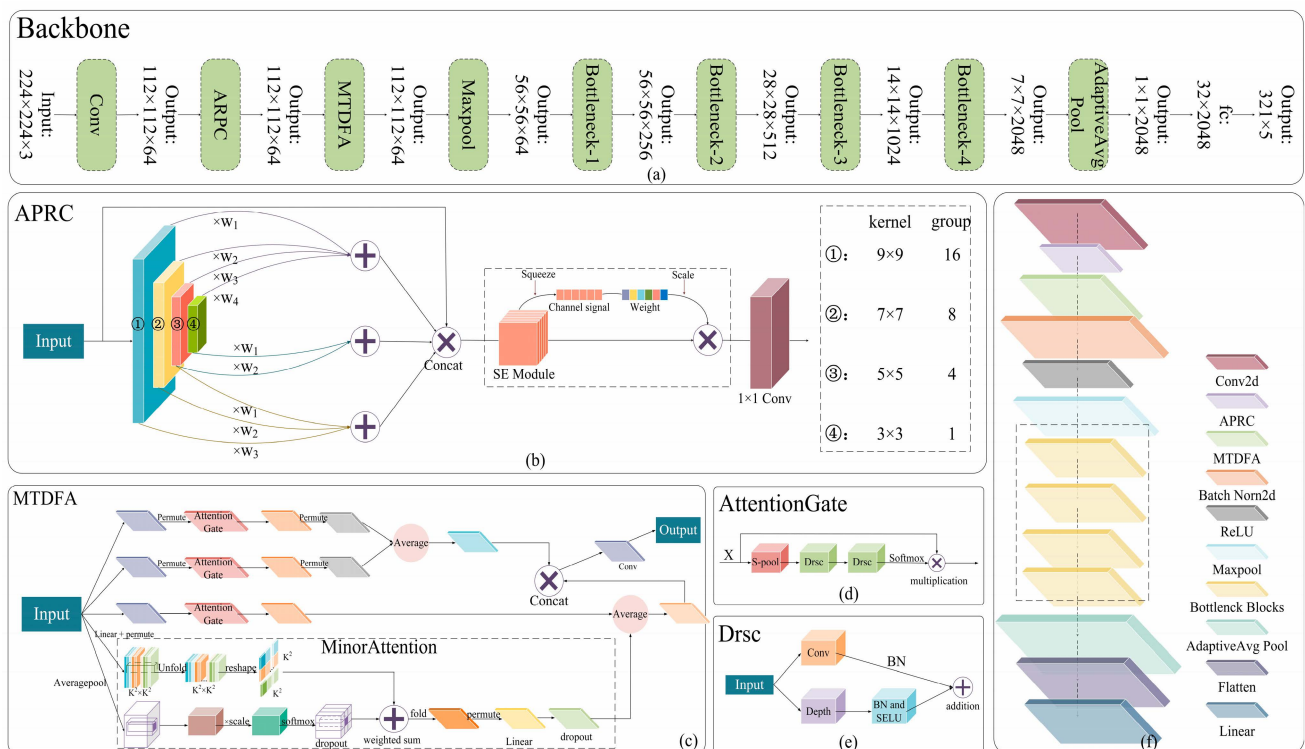 Backbone
Input:
224×224×3
Conv
Output:
112×112×64
ARPC
Output:
112×112×64
MTDFA
Output:
112×112×64
Maxpool
Output:
56×56×64
Bottleneck-1
Output:
56×56×256
Bottleneck-2
Output:
28×28×512
Bottleneck-3
Output:
14×14×1024
Bottleneck-4
Output:
7×7×2048
AdaptiveAvg
Pool
Output:
1×1×2048
fc:
32×2048
Output:
321×5
(a)
APRC
Input
① ② ③ ④
×W₁
×W₂
×W₃
×W₄
×W₁
×W₂
×W₁
×W₂
×W₃
Concat
Squeeze
Scale
Channel signal
Weight
SE Module
1×1 Conv
kernel group
①: 9×9 16
②: 7×7 8
③: 5×5 4
④: 3×3 1
(b)
MTDFA
Input
Permute
Attention
Gate
Permute
Permute
Attention
Gate
Permute
Average
Attention
Gate
Concat
Conv
Output
Average
Linear + permute
MinorAttention
Averagepool
Unfold
reshape
K²×K²
K²×K²
K²
K²
×scale
softmax
dropout
weighted sum
fold
permute
Linear
dropout
(c)
AttentionGate
X
S-pool
Drsc
Drsc
Softmax
multiplication
(d)
Drsc
Input
Conv
BN
Depth
BN and
SELU
addition
(e)
Conv2d
APRC
MTDFA
Batch Norn2d
ReLU
Maxpool
Bottlenck Blocks
AdaptiveAvg Pool
Flatten
Linear
(f)